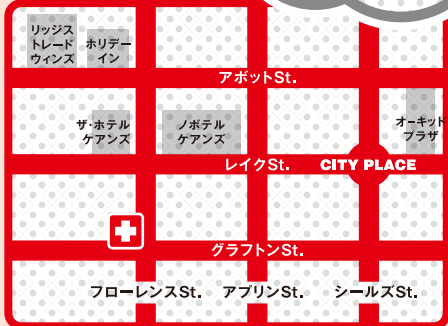 リッジス
トレード
ウィンズ
ホリデー
イン
アボットSt.
ザ・ホテル
ケアンズ
ノボテル
ケアンズ
オーキッド
プラザ
レイクSt.
CITY PLACE
グラフトンSt.
フローレンスSt.
アプリンSt.
シールズSt.